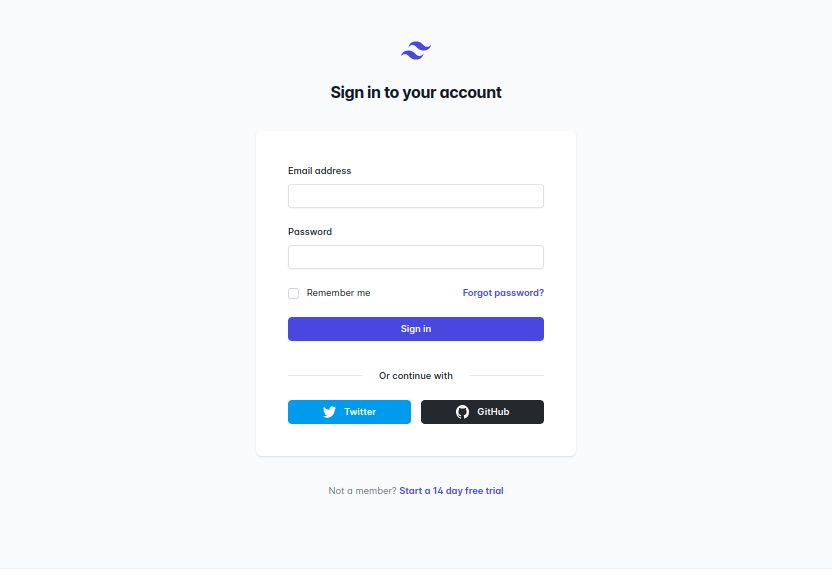 Sign in to your account
Email address
Password
Remember me
Forgot password?
Sign in
Or continue with
Twitter
GitHub
Not a member? Start a 14 day free trial